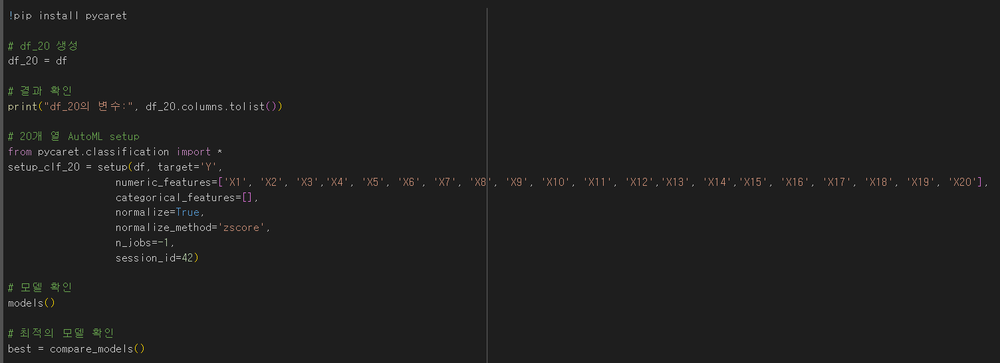 !pip install pycaret
# df_20 생성
df_20 = df
# 결과 확인
print("df_20의 변수:", df_20.columns.tolist())
# 20개 열 AutoML setup
from pycaret.classification import *
setup_clf_20 = setup(df, target='Y',
numeric_features=['X1', 'X2', 'X3','X4', 'X5', 'X6', 'X7', 'X8', 'X9', 'X10', 'X11', 'X12','X13', 'X14','X15', 'X16', 'X17', 'X18', 'X19', 'X20'],
categorical_features=[],
normalize=True,
normalize_method='zscore',
n_jobs=-1,
session_id=42)
# 모델 확인
models()
# 최적의 모델 확인
best = compare_models()